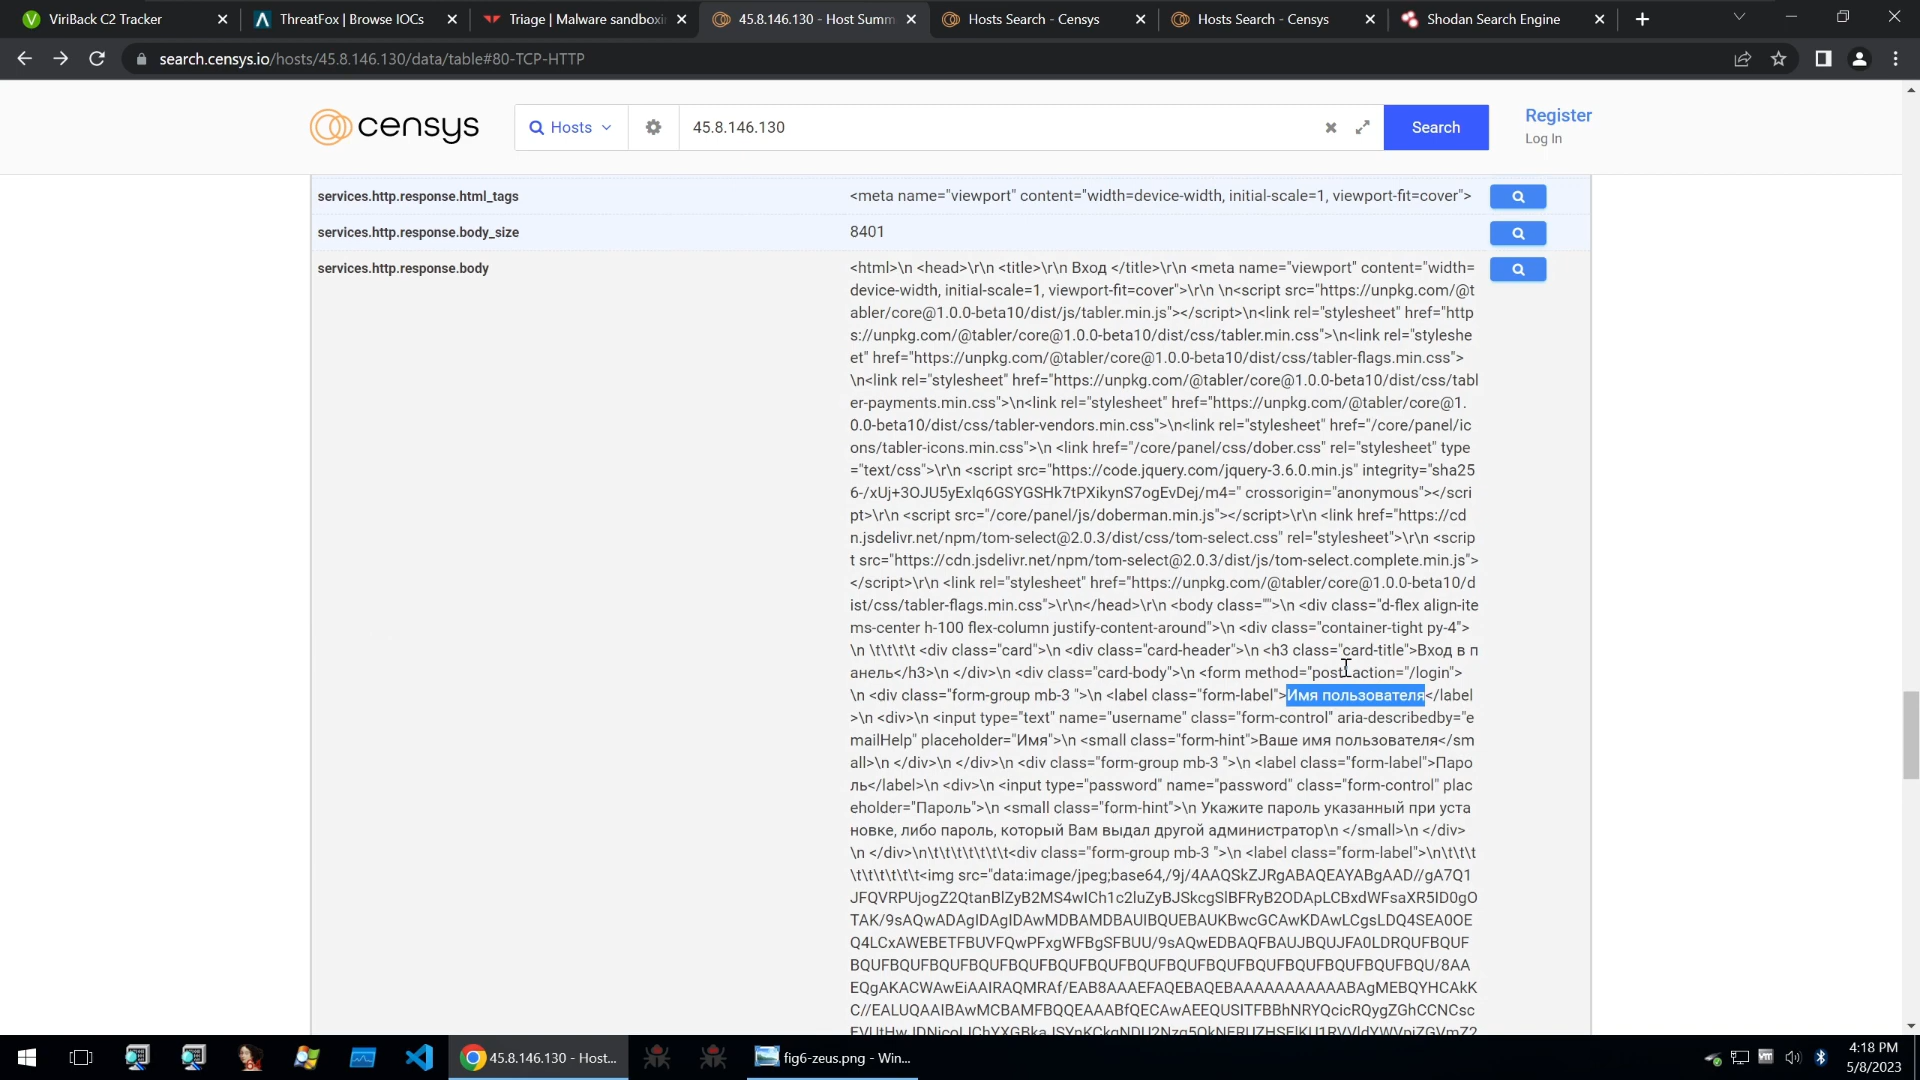 ViriBack C2 Tracker
ThreatFox | Browse IOCs
Triage | Malware sandboxin
45.8.146.130 - Host Summ
Hosts Search - Censys
Hosts Search - Censys
Shodan Search Engine
search.censys.io/hosts/45.8.146.130/data/table#80-TCP-HTTP
censys
Hosts
45.8.146.130
Search
Register
Log In
services.http.response.html_tags
<meta name="viewport" content="width=device-width, initial-scale=1, viewport-fit=cover">
services.http.response.body_size
8401
services.http.response.body
<html>\n <head>\r\n <title>\r\n Вход </title>\r\n <meta name="viewport" content="width=
device-width, initial-scale=1, viewport-fit=cover">\r\n \n<script src="https://unpkg.com/@t
abler/core@1.0.0-beta10/dist/js/tabler.min.js"></script>\n<link rel="stylesheet" href="http
s://unpkg.com/@tabler/core@1.0.0-beta10/dist/css/tabler.min.css">\n<link rel="styleshe
et" href="https://unpkg.com/@tabler/core@1.0.0-beta10/dist/css/tabler-flags.min.css">
\n<link rel="stylesheet" href="https://unpkg.com/@tabler/core@1.0.0-beta10/dist/css/tabl
er-payments.min.css">\n<link rel="stylesheet" href="https://unpkg.com/@tabler/core@1.
0.0-beta10/dist/css/tabler-vendors.min.css">\n<link rel="stylesheet" href="/core/panel/ic
ons/tabler-icons.min.css">\n <link href="/core/panel/css/dober.css" rel="stylesheet" type
="text/css">\r\n <script src="https://code.jquery.com/jquery-3.6.0.min.js" integrity="sha25
6-/xUj+3OJU5yExlq6GSYGSHk7tPXikynS7ogEvDej/m4=" crossorigin="anonymous"></scri
pt>\r\n <script src="/core/panel/js/doberman.min.js"></script>\r\n <link href="https://cd
n.jsdelivr.net/npm/tom-select@2.0.3/dist/css/tom-select.css" rel="stylesheet">\r\n <scrip
t src="https://cdn.jsdelivr.net/npm/tom-select@2.0.3/dist/js/tom-select.complete.min.js">
</script>\r\n <link rel="stylesheet" href="https://unpkg.com/@tabler/core@1.0.0-beta10/d
ist/css/tabler-flags.min.css">\r\n</head>\r\n <body class="">\n <div class="d-flex align-ite
ms-center h-100 flex-column justify-content-around">\n <div class="container-tight py-4">
\n \t\t\t\t <div class="card">\n <div class="card-header">\n <h3 class="card-title">Вход в п
анель</h3>\n </div>\n <div class="card-body">\n <form method="post" action="/login">
\n <div class="form-group mb-3 ">\n <label class="form-label">Имя пользователя</label
>\n <div>\n <input type="text" name="username" class="form-control" aria-describedby="e
mailHelp" placeholder="Имя">\n <small class="form-hint">Ваше имя пользователя</sm
all>\n </div>\n </div>\n <div class="form-group mb-3 ">\n <label class="form-label">Паро
ль</label>\n <div>\n <input type="password" name="password" class="form-control" plac
eholder="Пароль">\n <small class="form-hint">\n Укажите пароль указанный при уста
новке, либо пароль, который Вам выдал другой администратор\n </small>\n </div>
\n </div>\n\t\t\t\t\t\t\t<div class="form-group mb-3 ">\n <label class="form-label">\n\t\t\t
\t\t\t\t\t\t<img src="data:image/jpeg;base64,/9j/4AAQSkZJRgABAQEAYABgAAD//gA7Q1
JFQVRPUjogZ2QtanBlZyB2MS4wICh1c2luZyBJSkcgSlBFRyB2ODApLCBxdWFsaXR5ID0gO
TAK/9sAQwADAgIDAgIDAwMDBAMDBAUIBQUEBAUKBwcGCAwKDAwLCgsLDQ4SEA0OE
Q4LCxAWEBETFBUVFQwPFxgWFBgSFBUU/9sAQwEDBAQFBAUJBQUJFA0LDRQUFBQUF
BQUFBQUFBQUFBQUFBQUFBQUFBQUFBQUFBQUFBQUFBQUFBQUFBQUFBQU/8AA
EQgAKACWAwEiAAIRAQMRAf/EAB8AAAEFAQEBAQEBAAAAAAAAAAABAgMEBQYHCAkK
C//EALUQAAIBAwMCBAMFBQQEAAABfQECAwAEEQUSITFBBhNRYQcicRQygZGhCCNCsc
45.8.146.130 - Host...
fig6-zeus.png - Win...
4:18 PM
5/8/2023